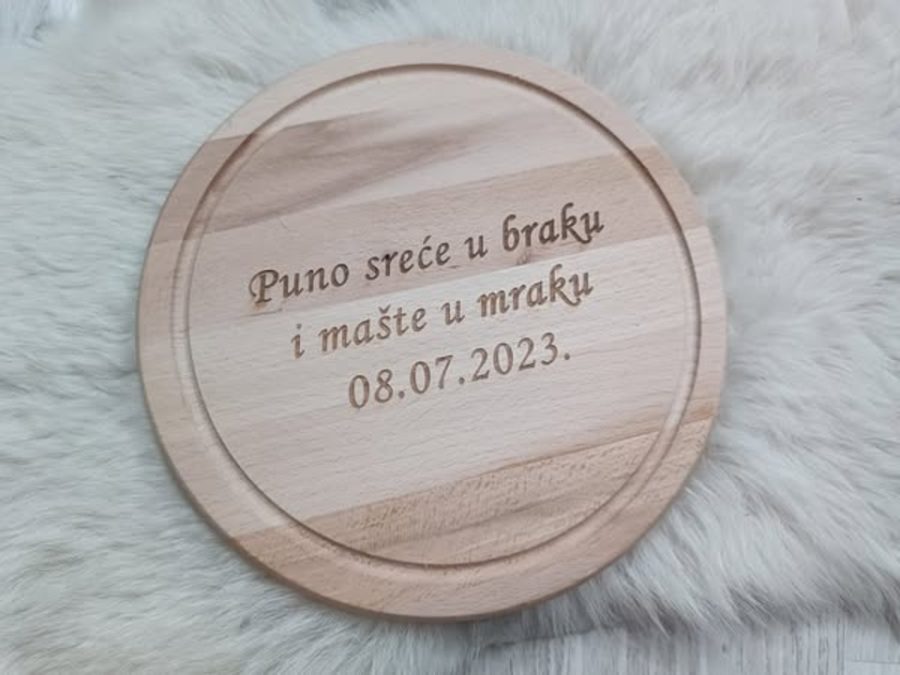 Puno sreće u braku
i mašte u mraku
08.07.2023.